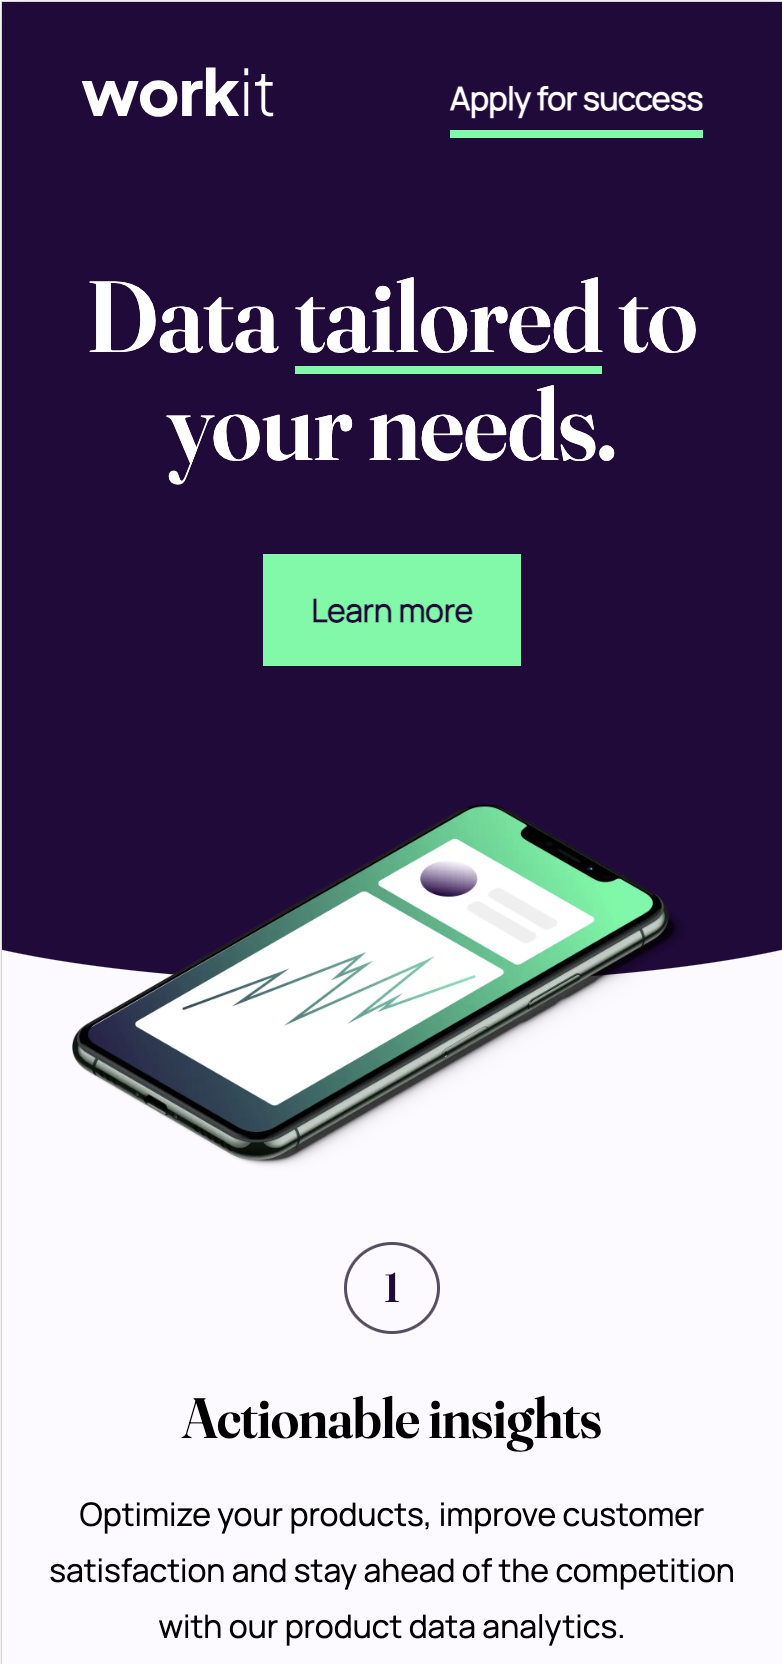 workit
Apply for success
Data tailored to
your needs.
Learn more
1
Actionable insights
Optimize your products, improve customer
satisfaction and stay ahead of the competition
with our product data analytics.